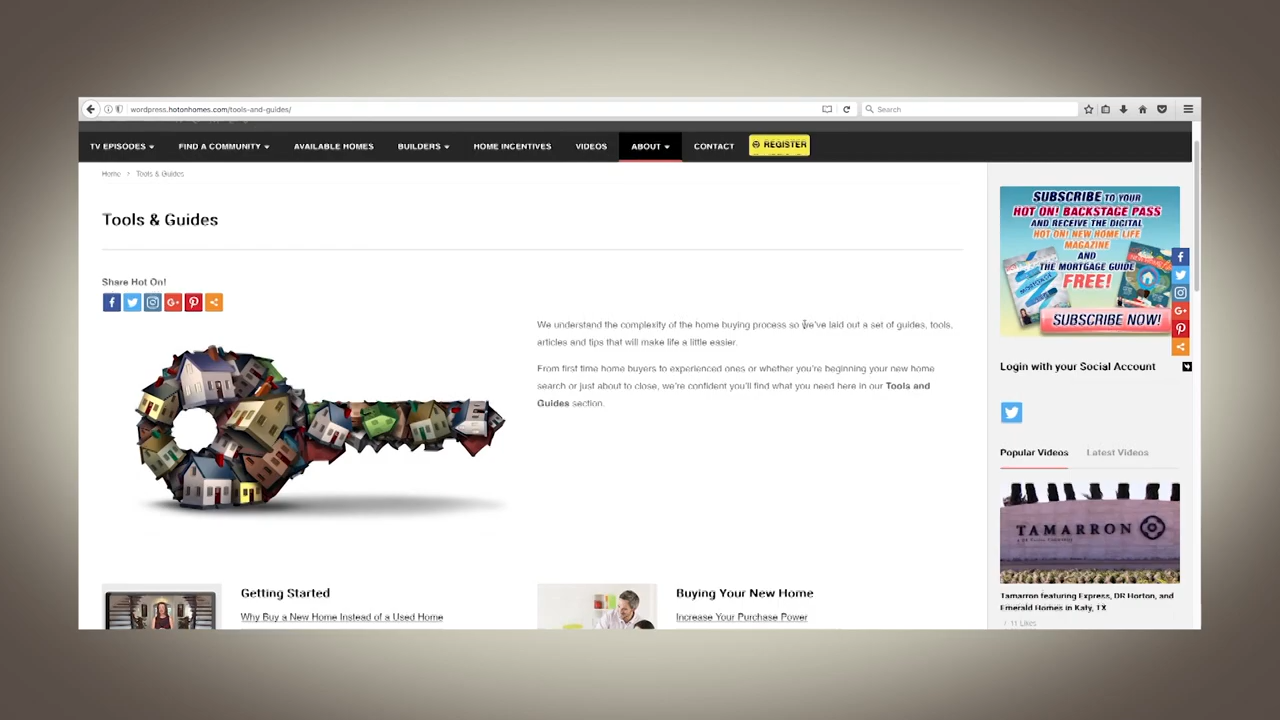 wordpress.hotonhomes.com/tools-and-guides/
Search
TV EPISODES
FIND A COMMUNITY
AVAILABLE HOMES
BUILDERS
HOME INCENTIVES
VIDEOS
ABOUT
CONTACT
REGISTER
Home > Tools & Guides
Tools & Guides
Share Hot On!
We understand the complexity of the home buying process so we've laid out a set of guides, tools,
articles and tips that will make life a little easier.
From first time home buyers to experienced ones or whether you're beginning your new home
search or just about to close, we're confident you'll find what you need here in our Tools and
Guides section.
Getting Started
Why Buy a New Home Instead of a Used Home
Buying Your New Home
Increase Your Purchase Power
SUBSCRIBE TO YOUR
HOT ON! BACKSTAGE PASS
AND RECEIVE THE DIGITAL
HOT ON! NEW HOME LIFE
MAGAZINE
AND
THE MORTGAGE GUIDE
FREE!
SUBSCRIBE NOW!
Login with your Social Account
Popular Videos
Latest Videos
TAMARRON
Tamarron featuring Express, DR Horton, and
Emerald Homes in Katy, TX
11 Likes